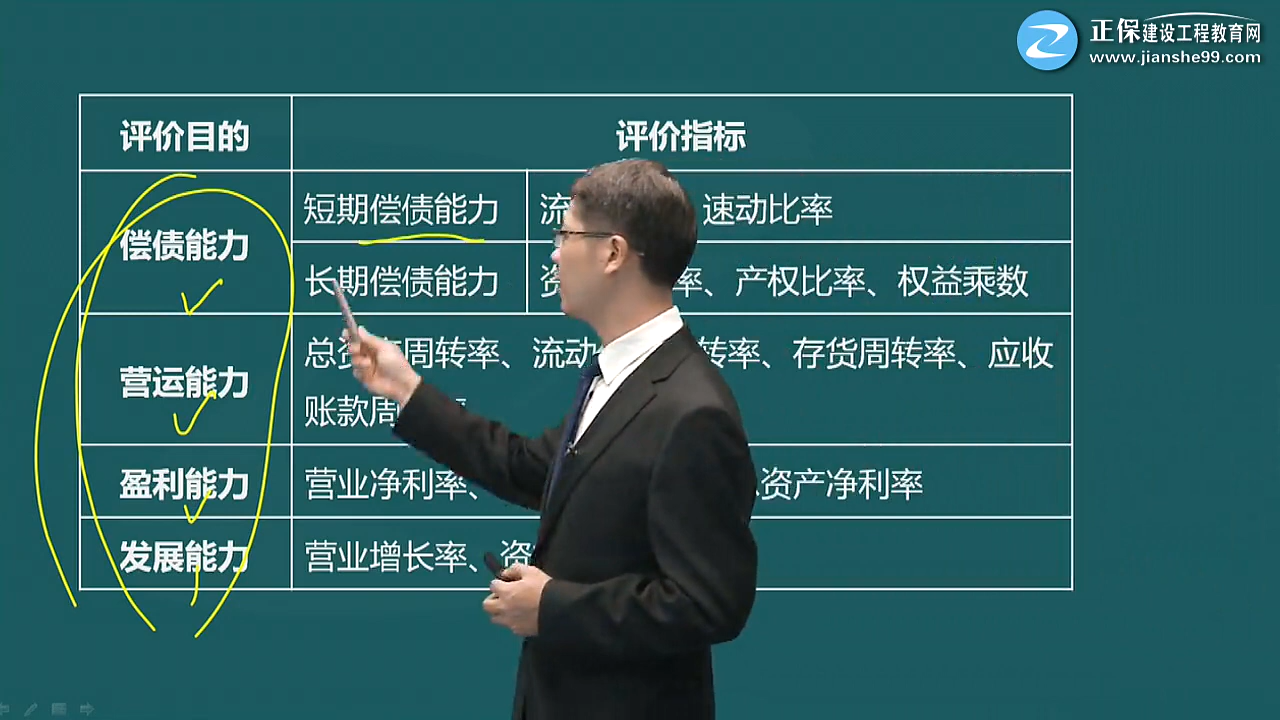 正保建设工程教育网
www.jianshe99.com
评价目的 评价指标
偿债能力 短期偿债能力 流 速动比率
长期偿债能力 资 率、产权比率、权益乘数
营运能力 总资 周转率、流动 转率、存货周转率、应收
账款周
盈利能力 营业净利率、 资产净利率
发展能力 营业增长率、资